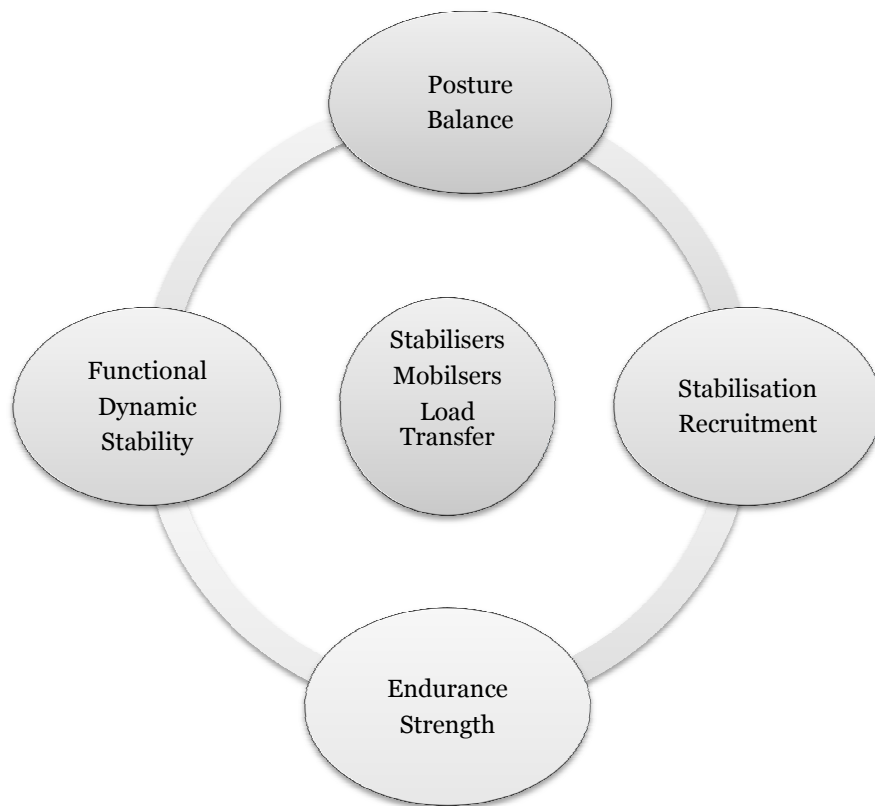 Posture
Balance
Functional
Dynamic
Stability
Stabilisers
Mobilsers
Load
Transfer
Stabilisation
Recruitment
Endurance
Strength